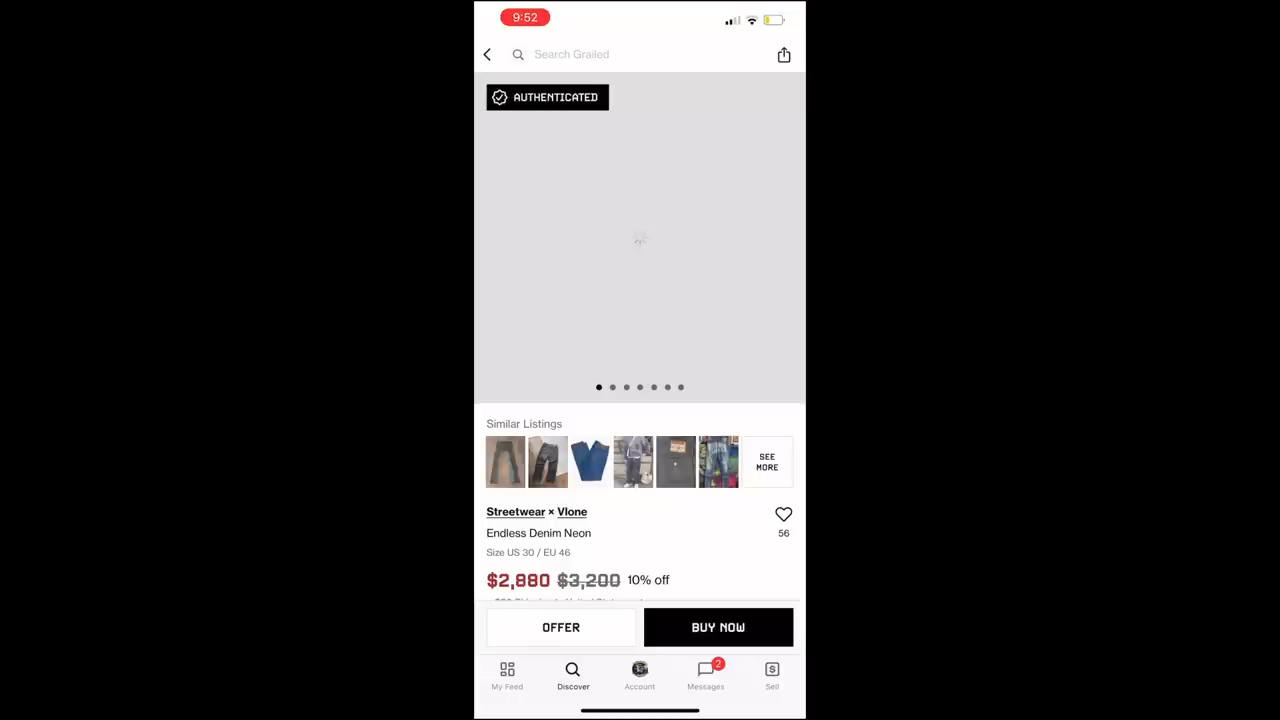 9:52
Search Grailed
AUTHENTICATED
Similar Listings
SEE
MORE
Streetwear × Vlone
Endless Denim Neon
56
Size US 30 / EU 46
$2,880 $3,200 10% off
OFFER
BUY NOW
2
My Feed
Discover
Account
Messages
Sell